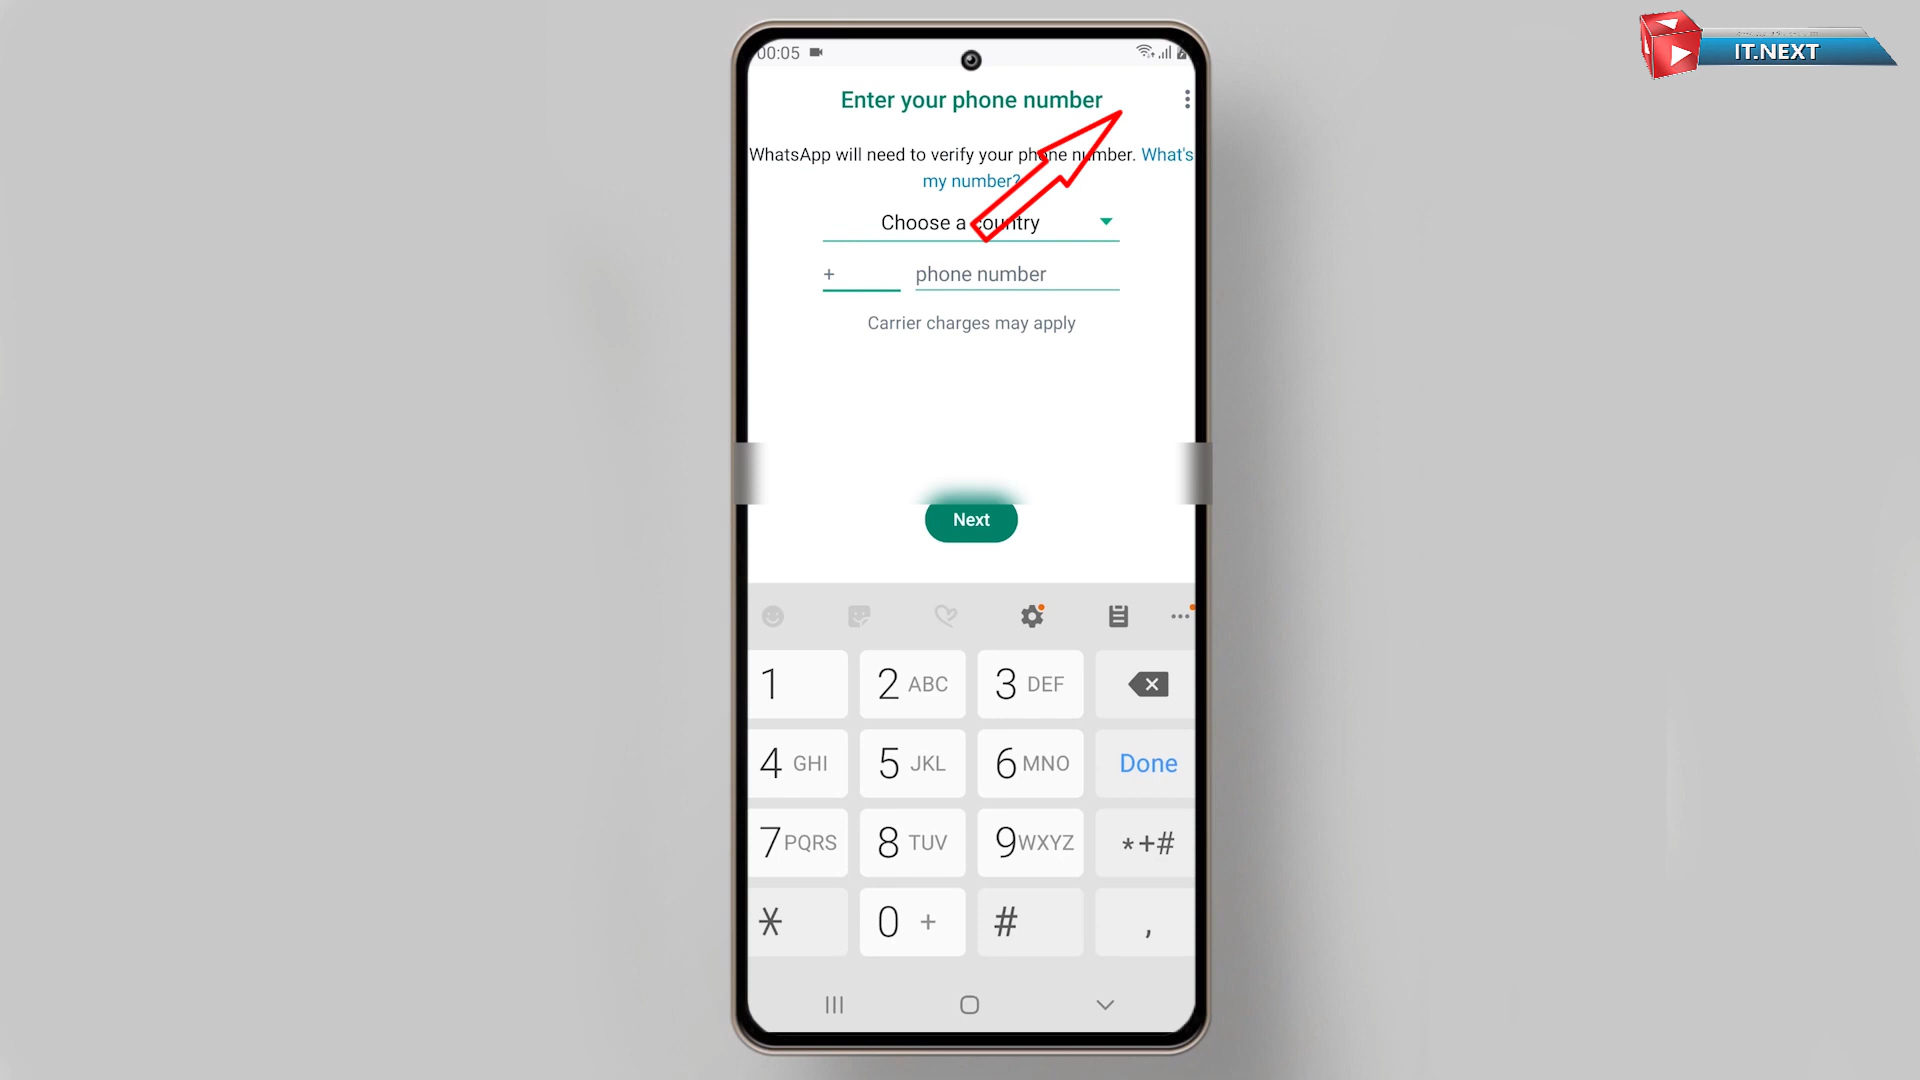 00:05
IT.NEXT
Enter your phone number
WhatsApp will need to verify your phone number. What's
my number?
Choose a country
+ phone number
Carrier charges may apply
Next
1 2 ABC 3 DEF
4 GHI 5 JKL 6 MNO Done
7 PQRS 8 TUV 9 WXYZ *+#
* 0 + # ,